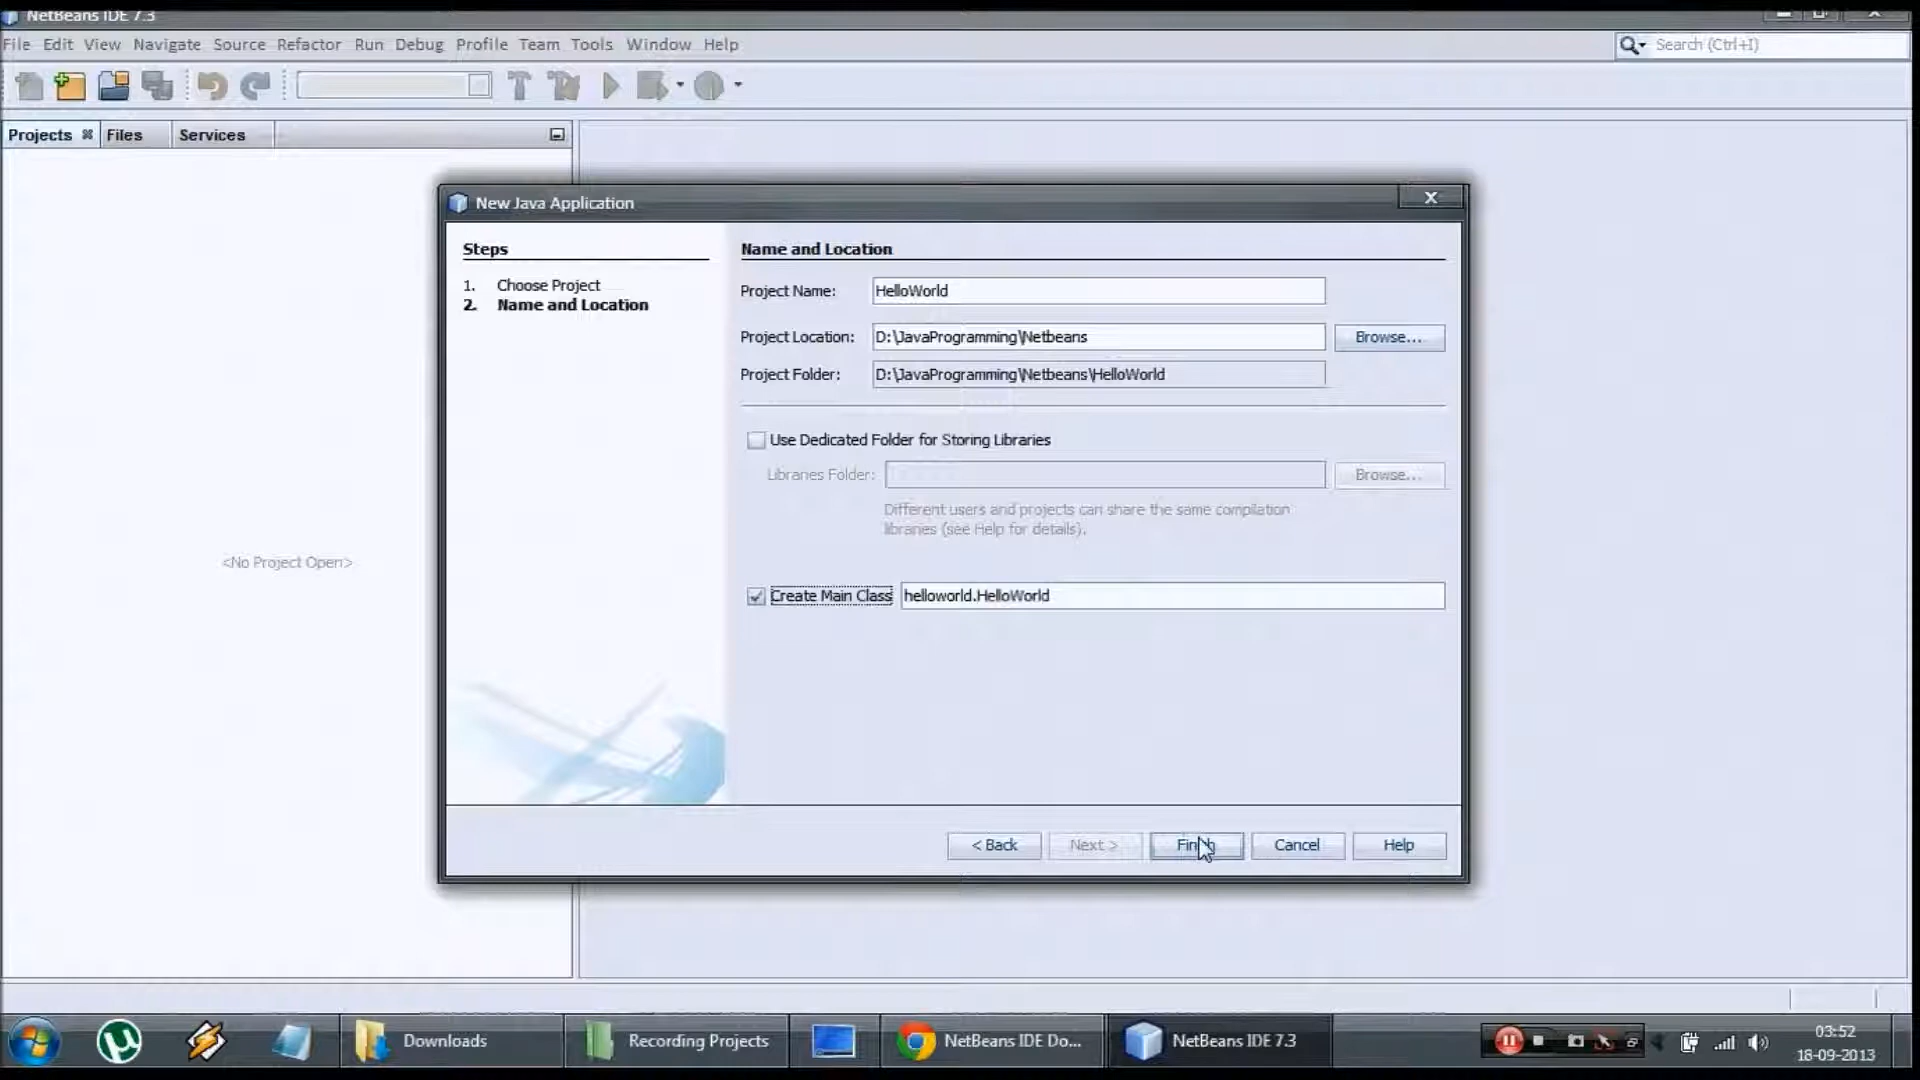 NetBeans IDE 7.3
File Edit View Navigate Source Refactor Run Debug Profile Team Tools Window Help
Search (Ctrl+I)
Projects Files Services
New Java Application
X
Steps
1. Choose Project
2. Name and Location
Name and Location
Project Name: HelloWorld
Project Location: D:\JavaProgramming\Netbeans Browse...
Project Folder: D:\JavaProgramming\Netbeans\HelloWorld
Use Dedicated Folder for Storing Libraries
Libraries Folder: Browse...
Different users and projects can share the same compilation
libraries (see Help for details).
<No Project Open>
Create Main Class helloworld.HelloWorld
< Back Next > Finish Cancel Help
Downloads Recording Projects NetBeans IDE Do... NetBeans IDE 7.3
03:52
18-09-2013